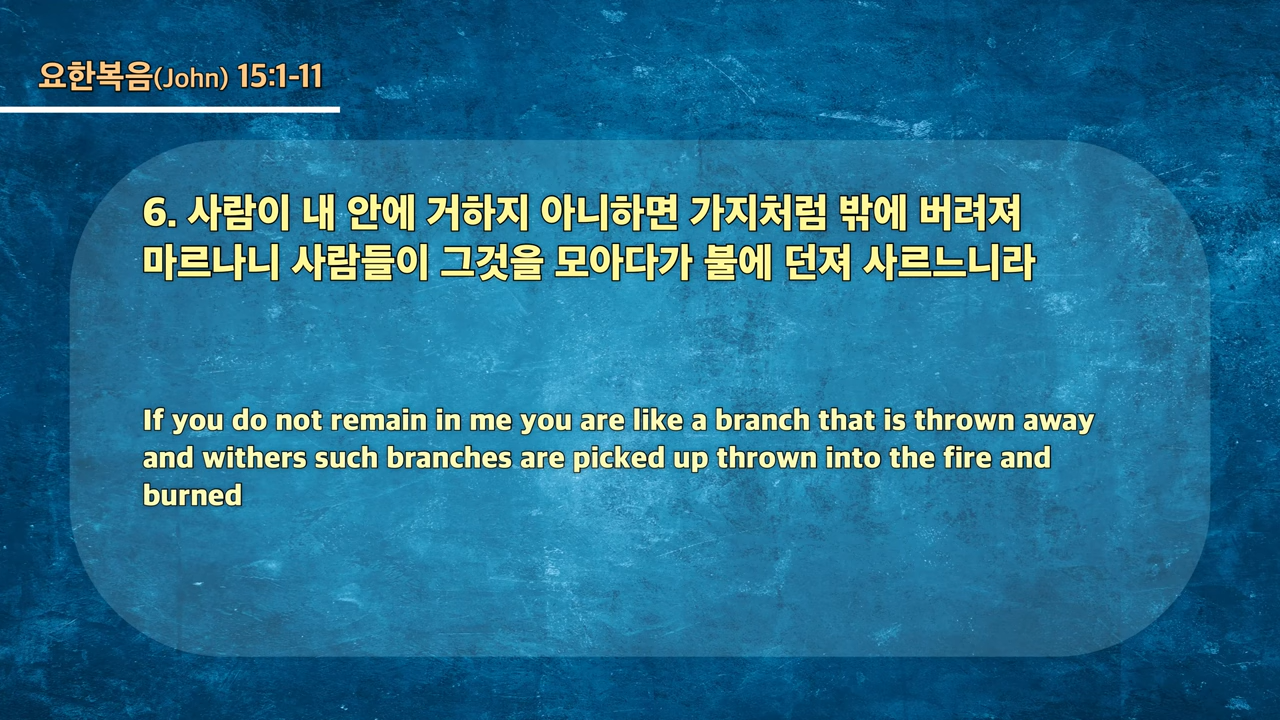 요한복음(John) 15:1-11
6. 사람이 내 안에 거하지 아니하면 가지처럼 밖에 버려져
마르나니 사람들이 그것을 모아다가 불에 던져 사르느니라
If you do not remain in me you are like a branch that is thrown away
and withers such branches are picked up thrown into the fire and
burned